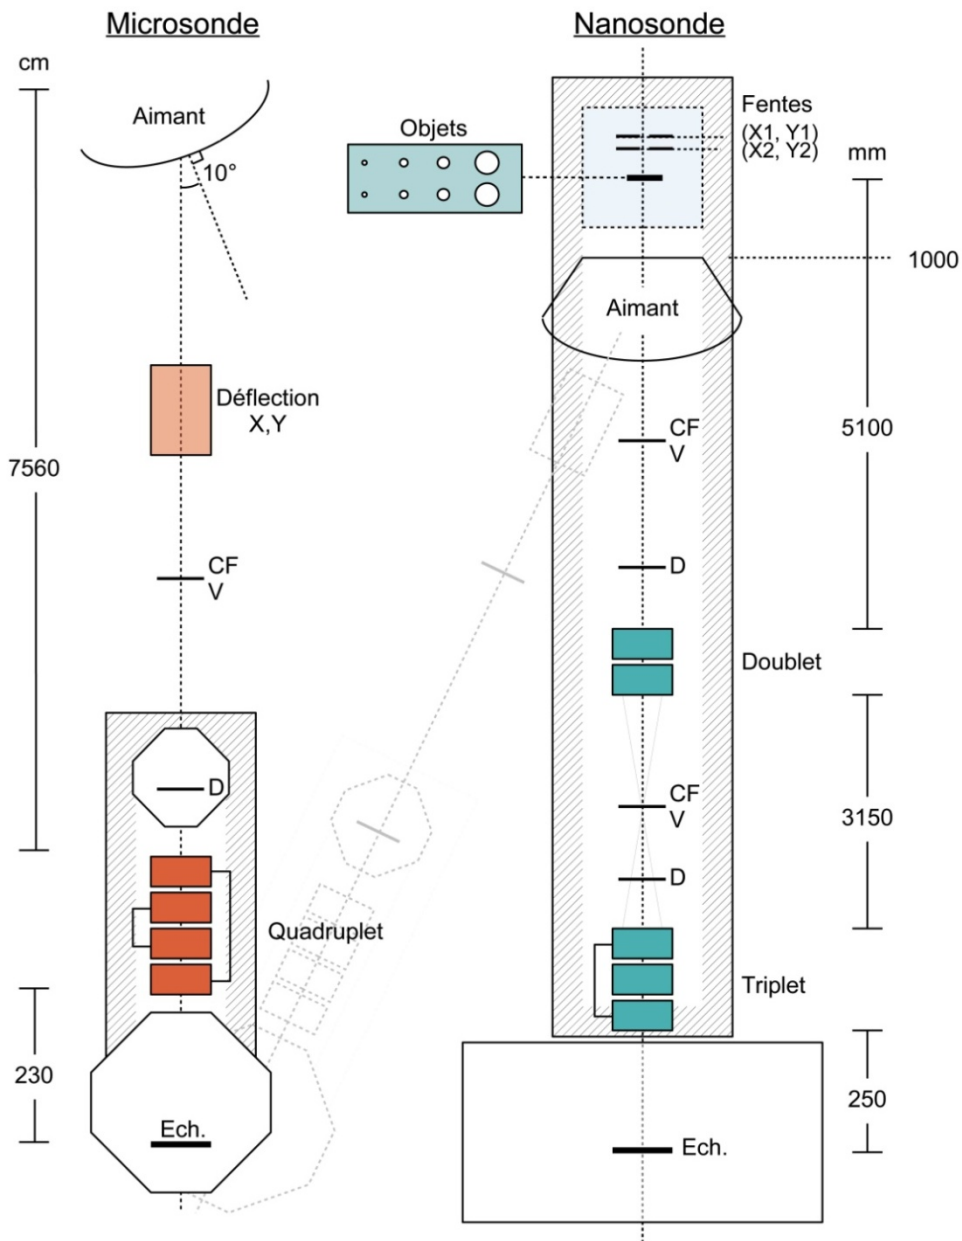 Microsonde
cm
Aimant
10°
Déflection
X,Y
7560
CF
V
D
Quadruplet
230
Ech.
Nanosonde
Objets
Fentes
(X1, Y1)
(X2, Y2)
mm
1000
Aimant
CF
V
5100
D
Doublet
CF
V
3150
D
Triplet
250
Ech.